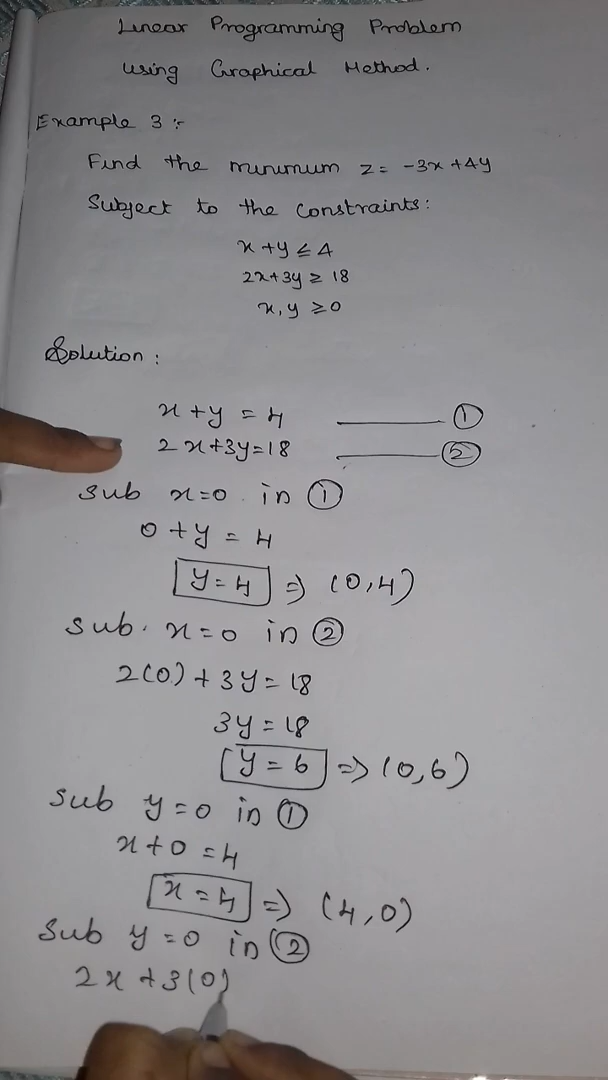 Linear Programming Problem
using Graphical Method.
Example 3 :-
Find the minimum z = -3x + 4y
Subject to the constraints:
x + y ≤ 4
2x + 3y ≥ 18
x, y ≥ 0
Solution :
x + y = 4 ——— ①
2x + 3y = 18 ——— ②
Sub x = 0 in ①
0 + y = 4
y = 4 => (0,4)
Sub. x = 0 in ②
2(0) + 3y = 18
3y = 18
y = 6 => (0,6)
Sub y = 0 in ①
x + 0 = 4
x = 4 => (4,0)
Sub y = 0 in ②
2x + 3(0)